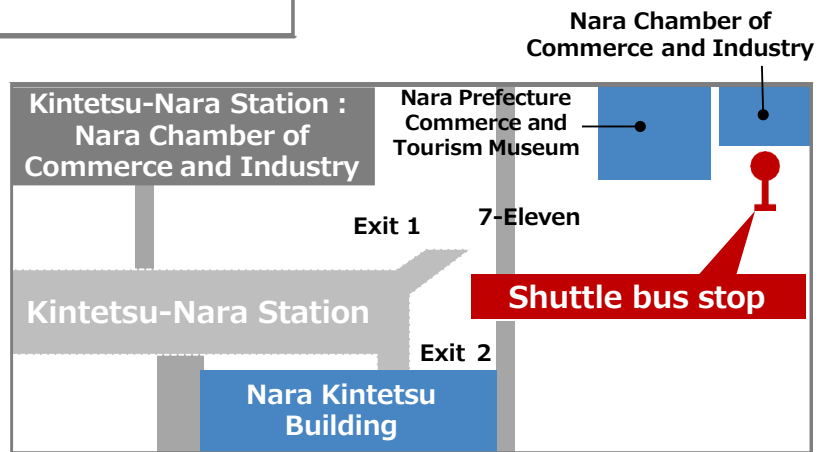 Nara Chamber of
Commerce and Industry
Kintetsu-Nara Station :
Nara Chamber of
Commerce and Industry
Nara Prefecture
Commerce and
Tourism Museum
Exit 1
7-Eleven
Shuttle bus stop
Kintetsu-Nara Station
Exit 2
Nara Kintetsu
Building